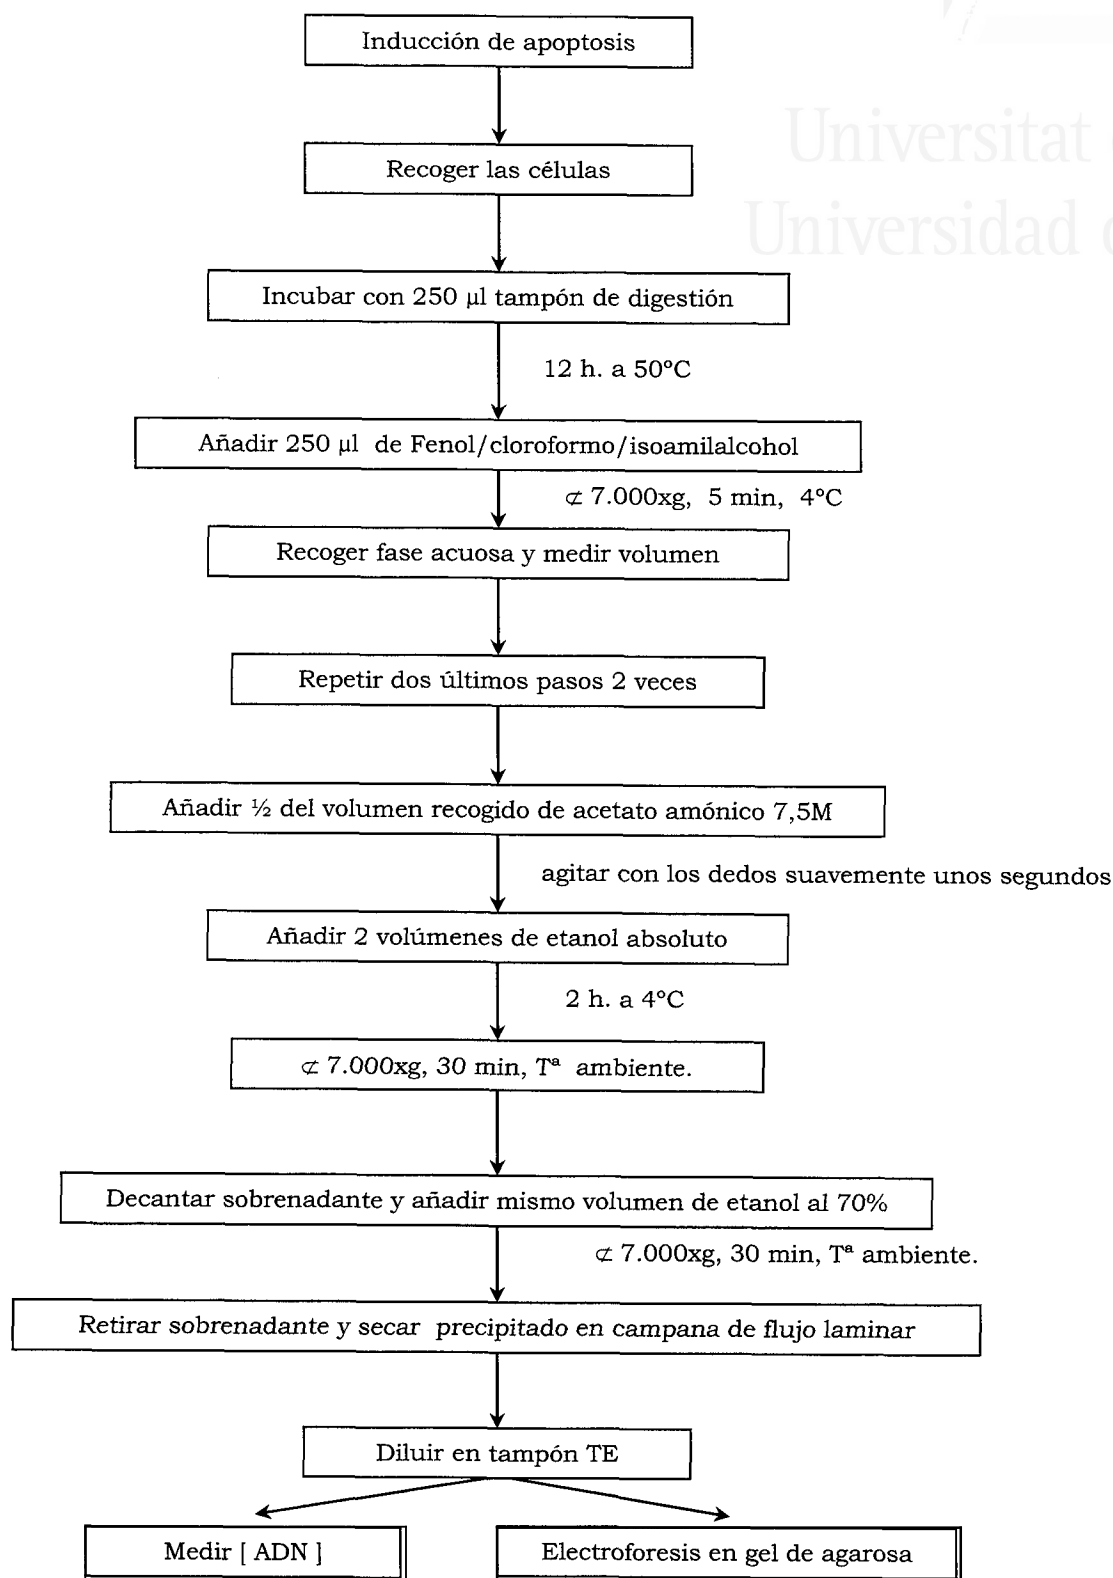 Inducción de apoptosis
Universitat
Universidad
Recoger las células
Incubar con 250 µl tampón de digestión
12 h. a 50ºC
Añadir 250 µl de Fenol/cloroformo/isoamilalcohol
⊄ 7.000xg, 5 min, 4ºC
Recoger fase acuosa y medir volumen
Repetir dos últimos pasos 2 veces
Añadir ½ del volumen recogido de acetato amónico 7,5M
agitar con los dedos suavemente unos segundos
Añadir 2 volúmenes de etanol absoluto
2 h. a 4ºC
⊄ 7.000xg, 30 min, Tª ambiente.
Decantar sobrenadante y añadir mismo volumen de etanol al 70%
⊄ 7.000xg, 30 min, Tª ambiente.
Retirar sobrenadante y secar precipitado en campana de flujo laminar
Diluir en tampón TE
Medir [ ADN ]
Electroforesis en gel de agarosa